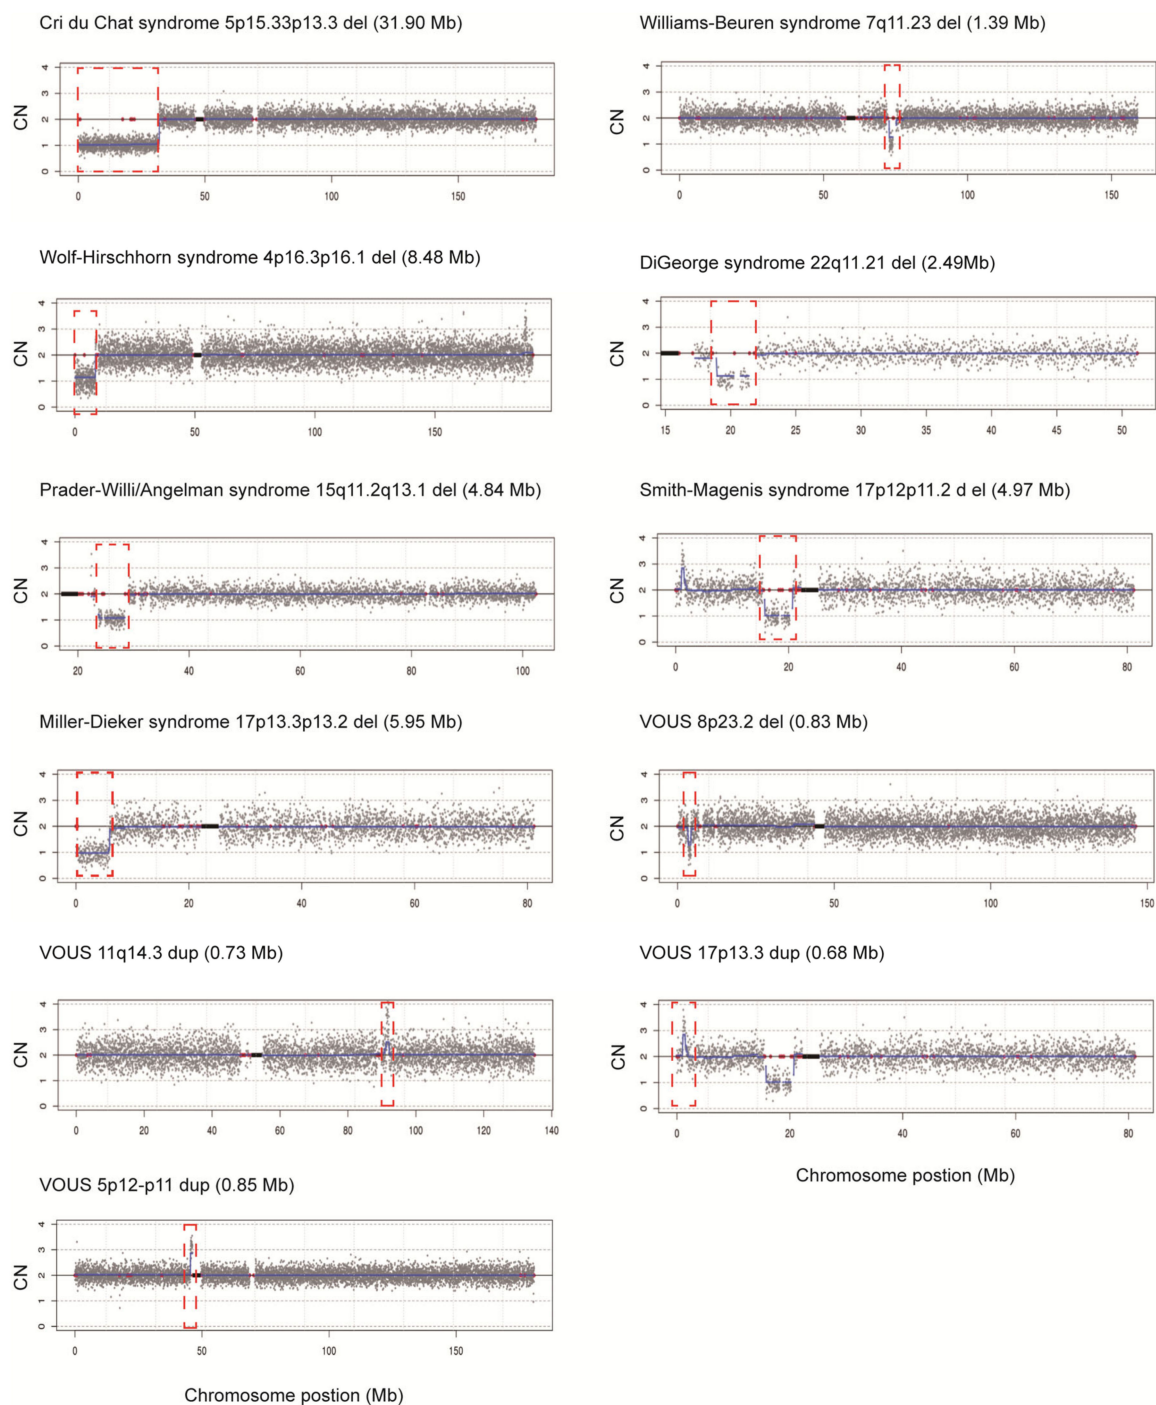 Cri du Chat syndrome 5p15.33p13.3 del (31.90 Mb)
CN
4
3
2
1
0
0 50 100 150
Williams-Beuren syndrome 7q11.23 del (1.39 Mb)
CN
4
3
2
1
0
0 50 100 150
Wolf-Hirschhorn syndrome 4p16.3p16.1 del (8.48 Mb)
CN
4
3
2
1
0
0 50 100 150
DiGeorge syndrome 22q11.21 del (2.49Mb)
CN
4
3
2
1
0
15 20 25 30 35 40 45 50
Prader-Willi/Angelman syndrome 15q11.2q13.1 del (4.84 Mb)
CN
4
3
2
1
0
20 40 60 80 100
Smith-Magenis syndrome 17p12p11.2 d el (4.97 Mb)
CN
4
3
2
1
0
0 20 40 60 80
Miller-Dieker syndrome 17p13.3p13.2 del (5.95 Mb)
CN
4
3
2
1
0
0 20 40 60 80
VOUS 8p23.2 del (0.83 Mb)
CN
4
3
2
1
0
0 50 100 150
VOUS 11q14.3 dup (0.73 Mb)
CN
4
3
2
1
0
0 20 40 60 80 100 120 140
VOUS 17p13.3 dup (0.68 Mb)
CN
4
3
2
1
0
0 20 40 60 80
Chromosome postion (Mb)
VOUS 5p12-p11 dup (0.85 Mb)
CN
4
3
2
1
0
0 50 100 150
Chromosome postion (Mb)